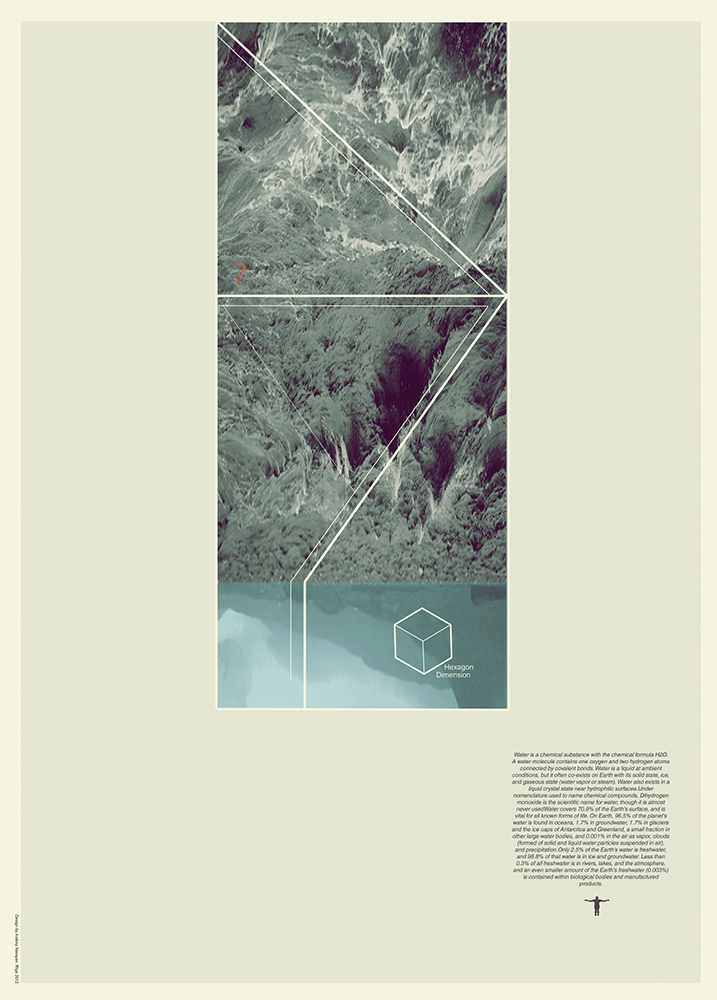 7
Hexagon
Dimension
Water is a chemical substance with the chemical formula H2O.
A water molecule contains one oxygen and two hydrogen atoms
connected by covalent bonds. Water is a liquid at ambient
conditions, but it often co-exists on Earth with its solid state, ice,
and gaseous state (water vapor or steam). Water also exists in a
liquid crystal state near hydrophilic surfaces.Under
nomenclature used to name chemical compounds, Dihydrogen
monoxide is the scientific name for water, though it is almost
never usedWater covers 70.9% of the Earth's surface, and is
vital for all known forms of life. On Earth, 96.5% of the planet's
water is found in oceans, 1.7% in groundwater, 1.7% in glaciers
and the ice caps of Antarctica and Greenland, a small fraction in
other large water bodies, and 0.001% in the air as vapor, clouds
(formed of solid and liquid water particles suspended in air),
and precipitation.Only 2.5% of the Earth's water is freshwater,
and 98.8% of that water is in ice and groundwater. Less than
0.3% of all freshwater is in rivers, lakes, and the atmosphere,
and an even smaller amount of the Earth's freshwater (0.003%)
is contained within biological bodies and manufactured
products.
Design by Andrey Riga 2012